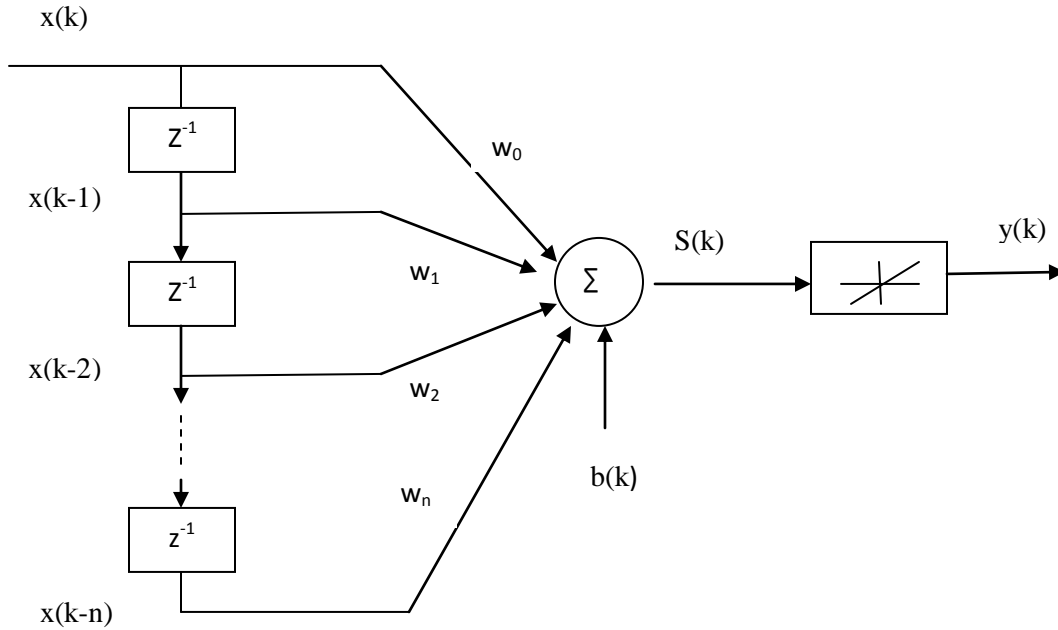 x(k)
Z⁻¹
w₀
x(k-1)
S(k)
y(k)
w₁
Σ
Z⁻¹
x(k-2)
w₂
b(k)
wₙ
z⁻¹
x(k-n)